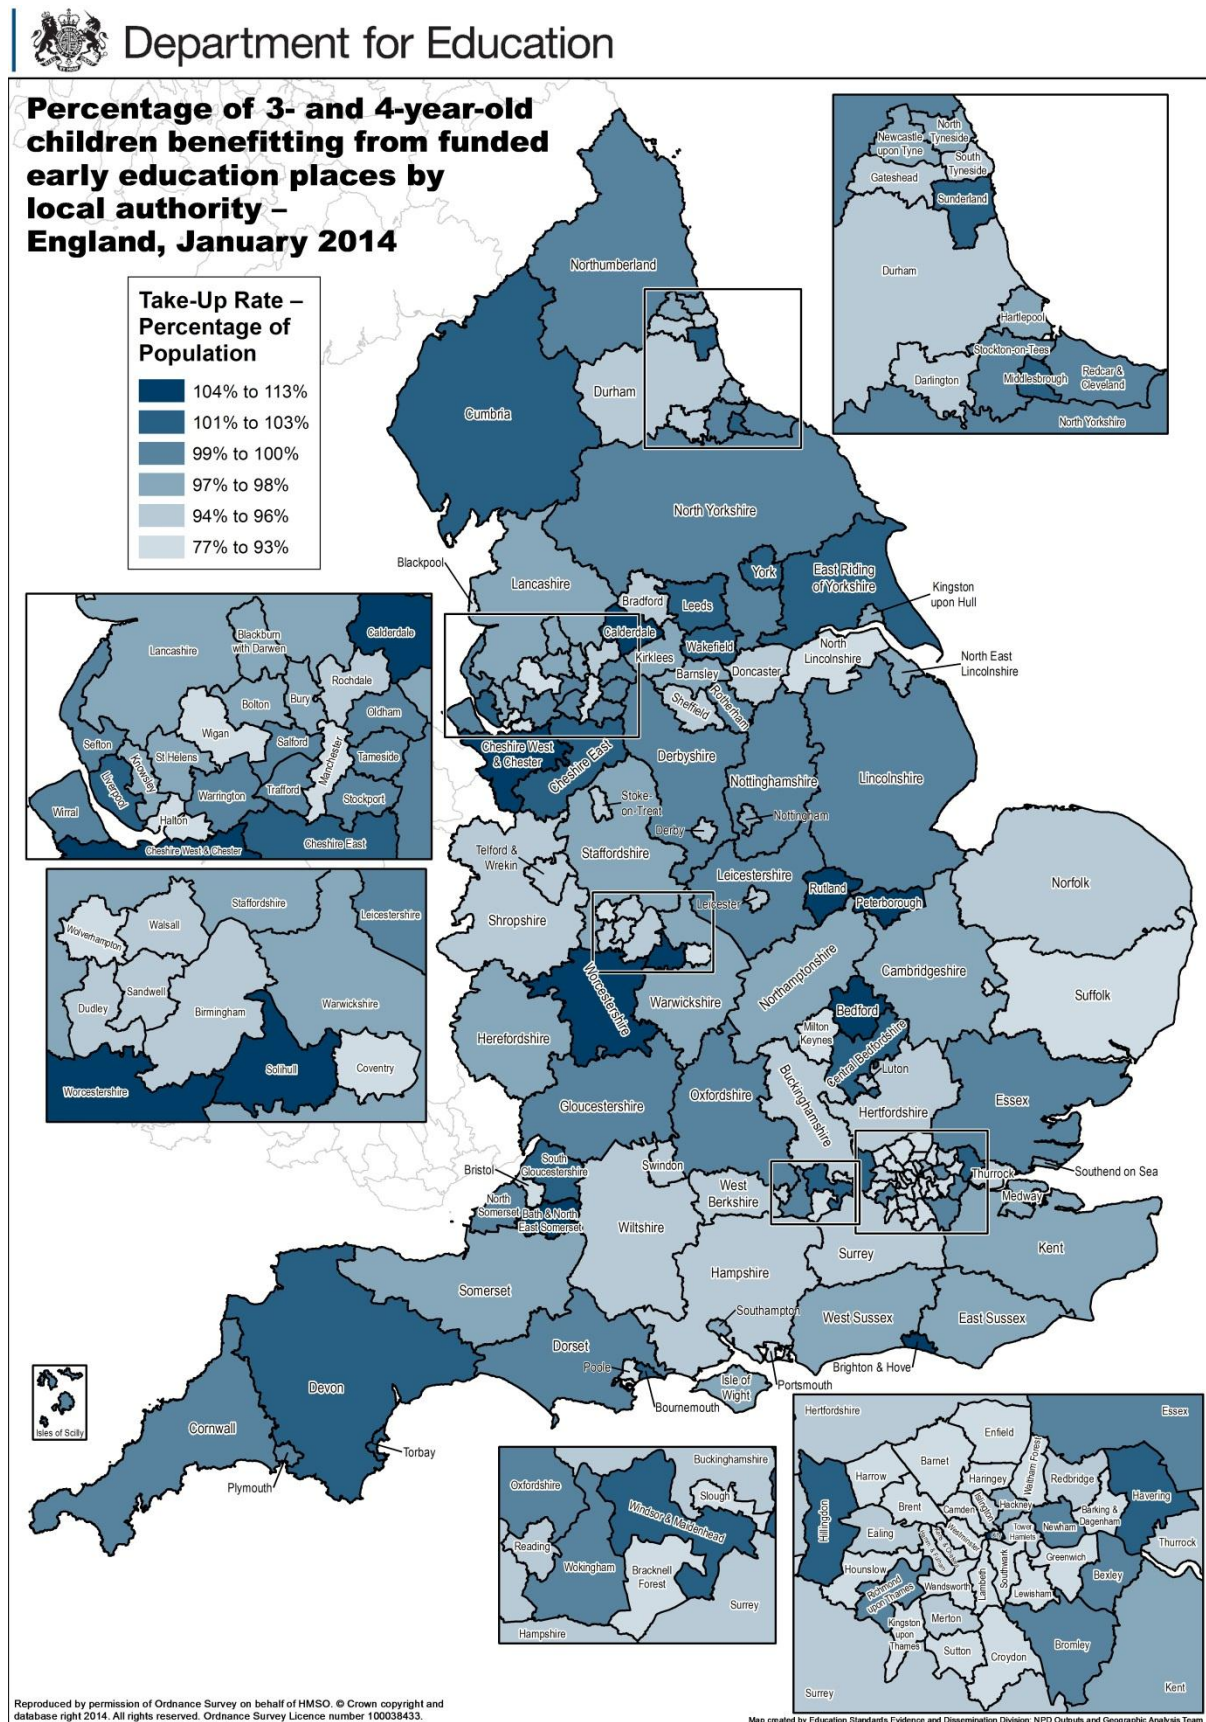 Department for Education
Percentage of 3- and 4-year-old
children benefitting from funded
early education places by
local authority –
England, January 2014
Take-Up Rate –
Percentage of
Population
104% to 113%
101% to 103%
99% to 100%
97% to 98%
94% to 96%
77% to 93%
Newcastle
upon Tyne
North
Tyneside
South
Tyneside
Gateshead
Sunderland
Durham
Hartlepool
Stockton-on-Tees
Darlington
Middlesbrough
Redcar &
Cleveland
North Yorkshire
Northumberland
Cumbria
Durham
North Yorkshire
Blackpool
Lancashire
Bradford
Leeds
York
East Riding
of Yorkshire
Kingston
upon Hull
Calderdale
Kirklees
Wakefield
Barnsley
Doncaster
North
Lincolnshire
North East
Lincolnshire
Sheffield
Rotherham
Cheshire West
& Chester
Cheshire East
Derbyshire
Nottinghamshire
Lincolnshire
Stoke-
on-Trent
Derby
Nottingham
Telford &
Wrekin
Staffordshire
Leicestershire
Leicester
Rutland
Peterborough
Norfolk
Shropshire
Worcestershire
Warwickshire
Northamptonshire
Cambridgeshire
Suffolk
Herefordshire
Milton
Keynes
Bedford
Central Bedfordshire
Luton
Buckinghamshire
Hertfordshire
Essex
Oxfordshire
Gloucestershire
South
Gloucestershire
Bristol
Swindon
North
Somerset
Bath & North
East Somerset
Wiltshire
West
Berkshire
Thurrock
Southend on Sea
Medway
Kent
Surrey
Hampshire
Somerset
Southampton
West Sussex
East Sussex
Dorset
Poole
Bournemouth
Isle of
Wight
Portsmouth
Brighton & Hove
Devon
Cornwall
Torbay
Plymouth
Isles of Scilly
Lancashire
Blackburn
with Darwen
Calderdale
Rochdale
Bolton
Bury
Oldham
Wigan
Salford
Sefton
St Helens
Knowsley
Liverpool
Manchester
Tameside
Trafford
Stockport
Warrington
Wirral
Halton
Cheshire West & Chester
Cheshire East
Staffordshire
Leicestershire
Walsall
Wolverhampton
Sandwell
Dudley
Birmingham
Warwickshire
Worcestershire
Solihull
Coventry
Buckinghamshire
Oxfordshire
Slough
Windsor & Maidenhead
Reading
Wokingham
Bracknell
Forest
Surrey
Hampshire
Hertfordshire
Essex
Enfield
Barnet
Harrow
Haringey
Waltham Forest
Redbridge
Havering
Hillingdon
Brent
Camden
Islington
Hackney
Barking &
Dagenham
Ealing
Westminster
Tower
Hamlets
Newham
Thurrock
Hounslow
Richmond
upon Thames
Wandsworth
Lambeth
Southwark
Greenwich
Lewisham
Bexley
Kingston
upon
Thames
Merton
Sutton
Croydon
Bromley
Surrey
Kent
Reproduced by permission of Ordnance Survey on behalf of HMSO. © Crown copyright and
database right 2014. All rights reserved. Ordnance Survey Licence number 100038433.
Map created by Education Standards Evidence and Dissemination Division: NPD Outputs and Geographic Analysis Team